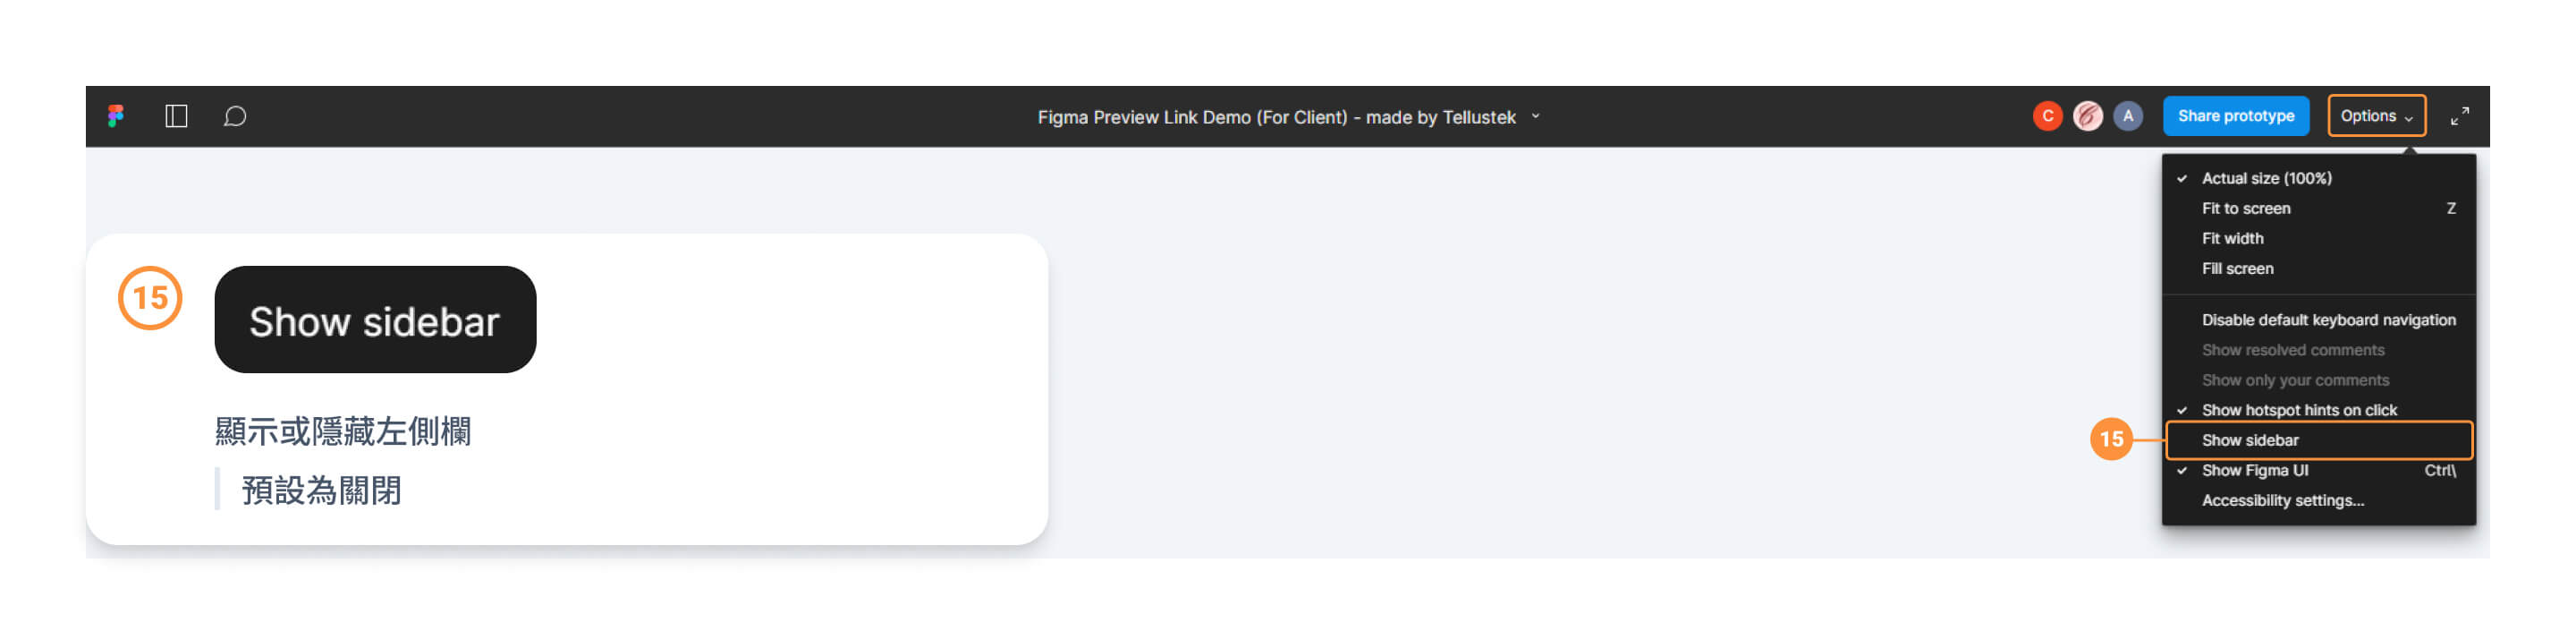 Figma Preview Link Demo (For Client) - made by Tellustek
C
A
Share prototype
Options
Actual size (100%)
Fit to screen Z
Fit width
Fill screen
Disable default keyboard navigation
Show resolved comments
Show only your comments
Show hotspot hints on click
15 Show sidebar
Show Figma UI Ctrl\
Accessibility settings...
15
Show sidebar
顯示或隱藏左側欄
預設為關閉